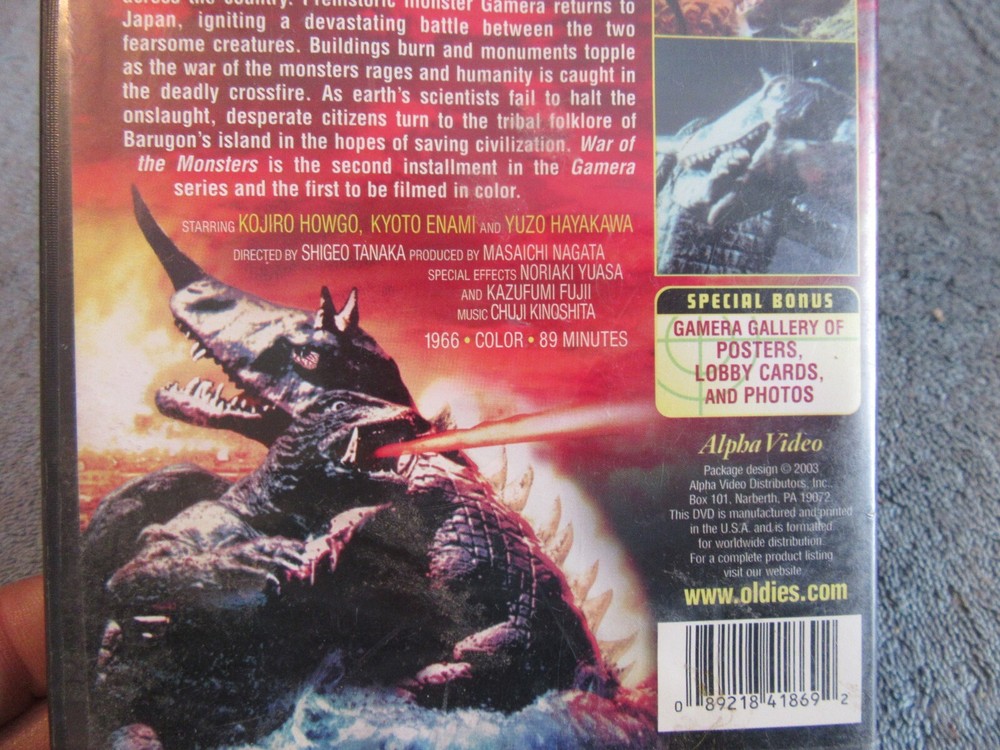 across the country. Prehistoric monster Gamera returns to
Japan, igniting a devastating battle between the two
fearsome creatures. Buildings burn and monuments topple
as the war of the monsters rages and humanity is caught in
the deadly crossfire. As earth's scientists fail to halt the
onslaught, desperate citizens turn to the tribal folklore of
Barugon's island in the hopes of saving civilization. War of
the Monsters is the second installment in the Gamera
series and the first to be filmed in color.
STARRING KOJIRO HOWGO, KYOTO ENAMI AND YUZO HAYAKAWA
DIRECTED BY SHIGEO TANAKA PRODUCED BY MASAICHI NAGATA
SPECIAL EFFECTS NORIAKI YUASA
AND KAZUFUMI FUJII
MUSIC CHUJI KINOSHITA
1966 • COLOR • 89 MINUTES
SPECIAL BONUS
GAMERA GALLERY OF
POSTERS,
LOBBY CARDS,
AND PHOTOS
Alpha Video
Package design © 2003
Alpha Video Distributors, Inc..
Box 101, Narberth, PA 19072.
This DVD is manufactured and printed
in the U.S.A. and is formatted
for worldwide distribution.
For a complete product listing
visit our website.
www.oldies.com
0 89218 41869 2